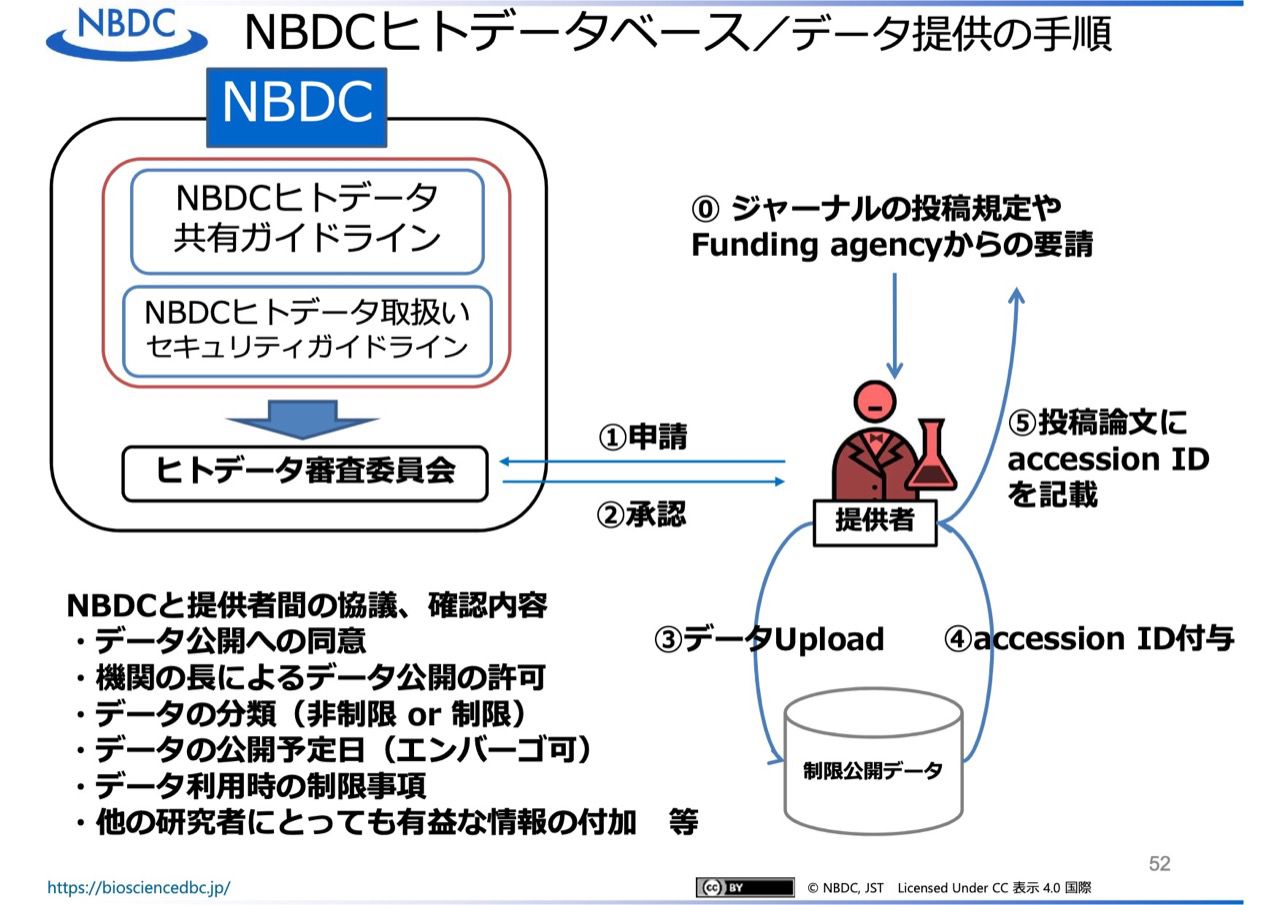 NBDC
NBDCヒトデータベース／データ提供の手順
NBDC
NBDCヒトデータ
共有ガイドライン
NBDCヒトデータ取扱い
セキュリティガイドライン
ヒトデータ審査委員会
⓪ ジャーナルの投稿規定や
Funding agencyからの要請
①申請
②承認
提供者
⑤投稿論文に
accession ID
を記載
③データUpload
④accession ID付与
制限公開データ
NBDCと提供者間の協議、確認内容
・データ公開への同意
・機関の長によるデータ公開の許可
・データの分類（非制限 or 制限）
・データの公開予定日（エンバーゴ可）
・データ利用時の制限事項
・他の研究者にとっても有益な情報の付加　等
52
https://biosciencedbc.jp/
cc BY
© NBDC, JST　Licensed Under CC 表示 4.0 国際